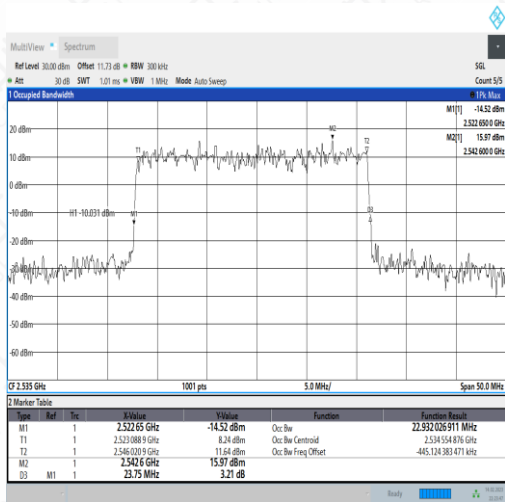 MultiView Spectrum
Ref Level 30.00 dBm Offset 11.73 dB RBW 300 kHz SGL
Att 30 dB SWT 1.01 ms VBW 1 MHz Mode Auto Sweep Count 5/5
1 Occupied Bandwidth 1Pk Max
M1[1] -14.52 dBm
2.522 650 0 GHz
M2[1] 15.97 dBm
2.542 600 0 GHz
20 dBm
M2
T1
T2
10 dBm
0 dBm
-10 dBm
H1 -10.031 dBm
M1
D3
-20 dBm
-30 dBm
-40 dBm
-50 dBm
-60 dBm
CF 2.535 GHz 1001 pts 5.0 MHz/ Span 50.0 MHz
2 Marker Table
Type Ref Trc X-Value Y-Value Function Function Result
M1 1 2.522 65 GHz -14.52 dBm Occ Bw 22.932 026 911 MHz
T1 1 2.523 088 9 GHz 8.24 dBm Occ Bw Centroid 2.534 554 876 GHz
T2 1 2.546 020 9 GHz 11.64 dBm Occ Bw Freq Offset -445.124 383 471 kHz
M2 1 2.542 6 GHz 15.97 dBm
D3 M1 1 23.75 MHz 3.21 dB
Ready